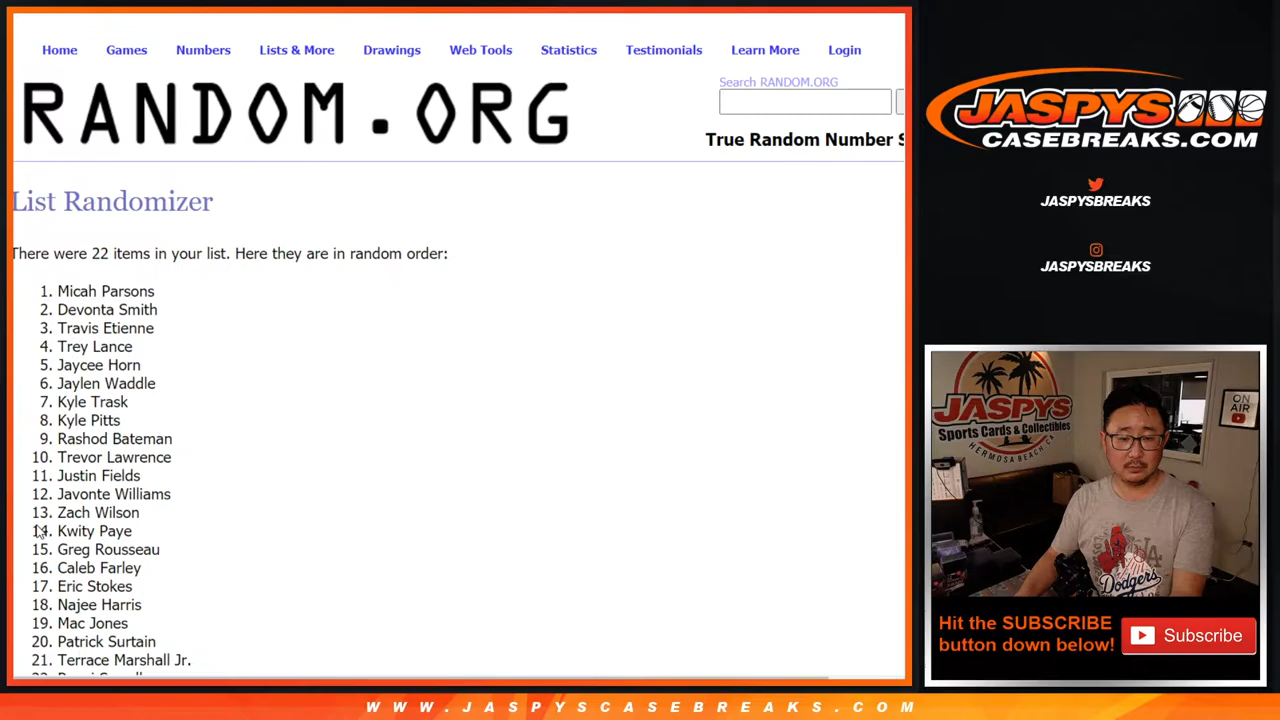 Home Games Numbers Lists & More Drawings Web Tools Statistics Testimonials Learn More Login
Search RANDOM.ORG
RANDOM.ORG
True Random Number S
List Randomizer
There were 22 items in your list. Here they are in random order:
1. Micah Parsons
2. Devonta Smith
3. Travis Etienne
4. Trey Lance
5. Jaycee Horn
6. Jaylen Waddle
7. Kyle Trask
8. Kyle Pitts
9. Rashod Bateman
10. Trevor Lawrence
11. Justin Fields
12. Javonte Williams
13. Zach Wilson
14. Kwity Paye
15. Greg Rousseau
16. Caleb Farley
17. Eric Stokes
18. Najee Harris
19. Mac Jones
20. Patrick Surtain
21. Terrace Marshall Jr.
JASPYS
CASEBREAKS.COM
JASPYSBREAKS
JASPYSBREAKS
JASPYS
Sports Cards & Collectibles
HERMOSA BEACH CA
ON AIR
Dodgers
Hit the SUBSCRIBE
button down below!
Subscribe
WWW.JASPYSCASEBREAKS.COM